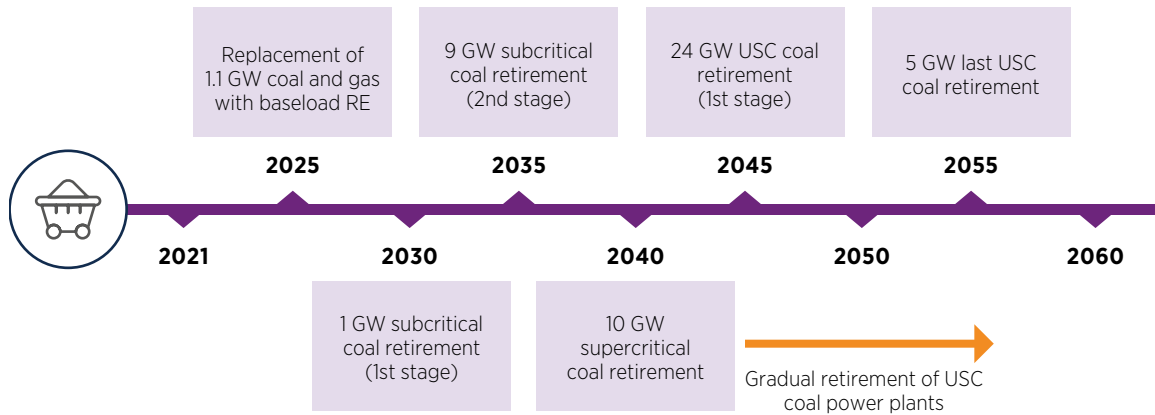 Replacement of
1.1 GW coal and gas
with baseload RE
9 GW subcritical
coal retirement
(2nd stage)
24 GW USC coal
retirement
(1st stage)
5 GW last USC
coal retirement
2025
2035
2045
2055
2021
2030
2040
2050
2060
1 GW subcritical
coal retirement
(1st stage)
10 GW
supercritical
coal retirement
Gradual retirement of USC
coal power plants